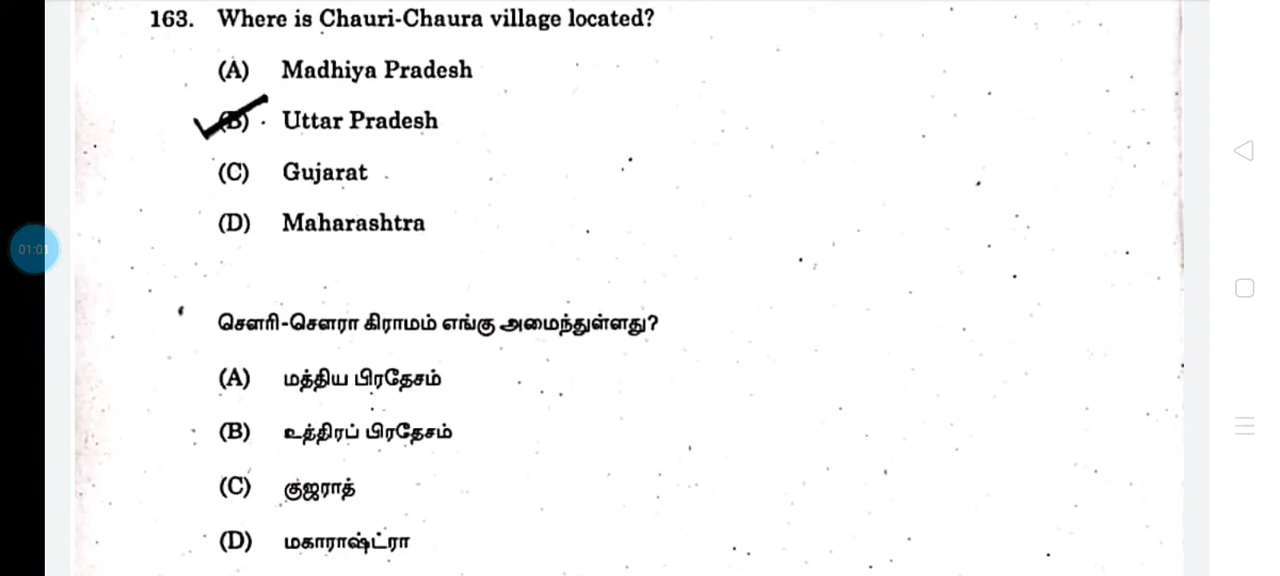 163. Where is Chauri-Chaura village located?
(A) Madhiya Pradesh
(B) Uttar Pradesh
(C) Gujarat
(D) Maharashtra
01:01
சௌரி-சௌரா கிராமம் எங்கு அமைந்துள்ளது?
(A) மத்திய பிரதேசம்
(B) உத்திரப் பிரதேசம்
(C) குஜராத்
(D) மகாராஷ்ட்ரா